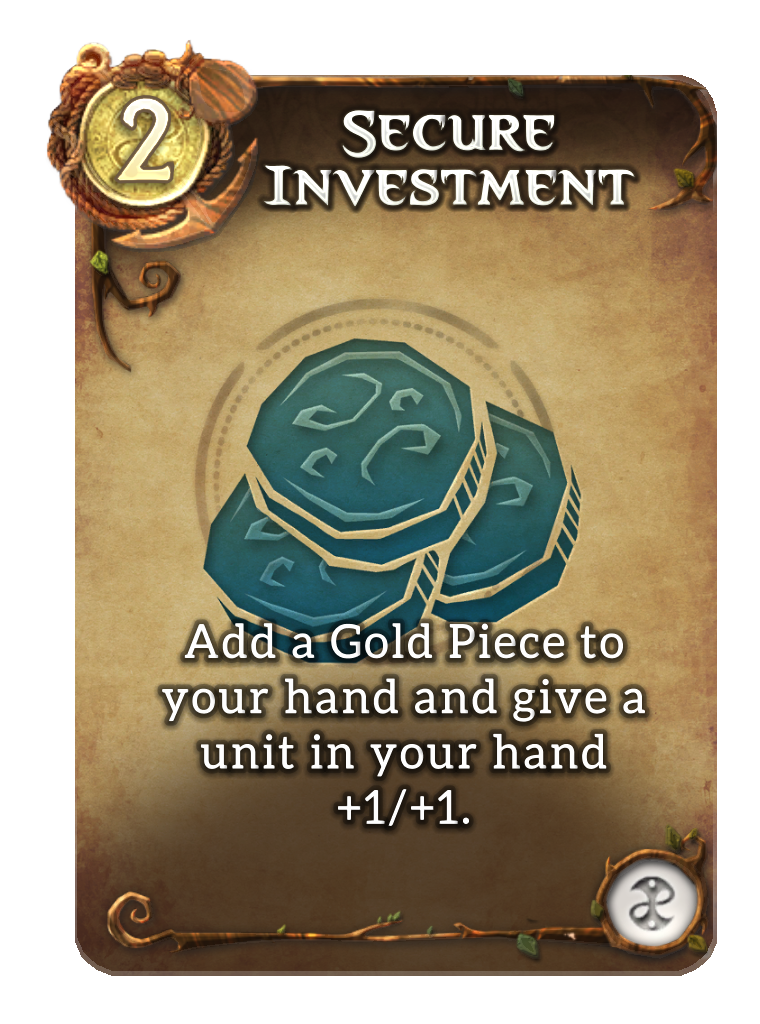 2
Secure
Investment
Add a Gold Piece to
your hand and give a
unit in your hand
+1/+1.